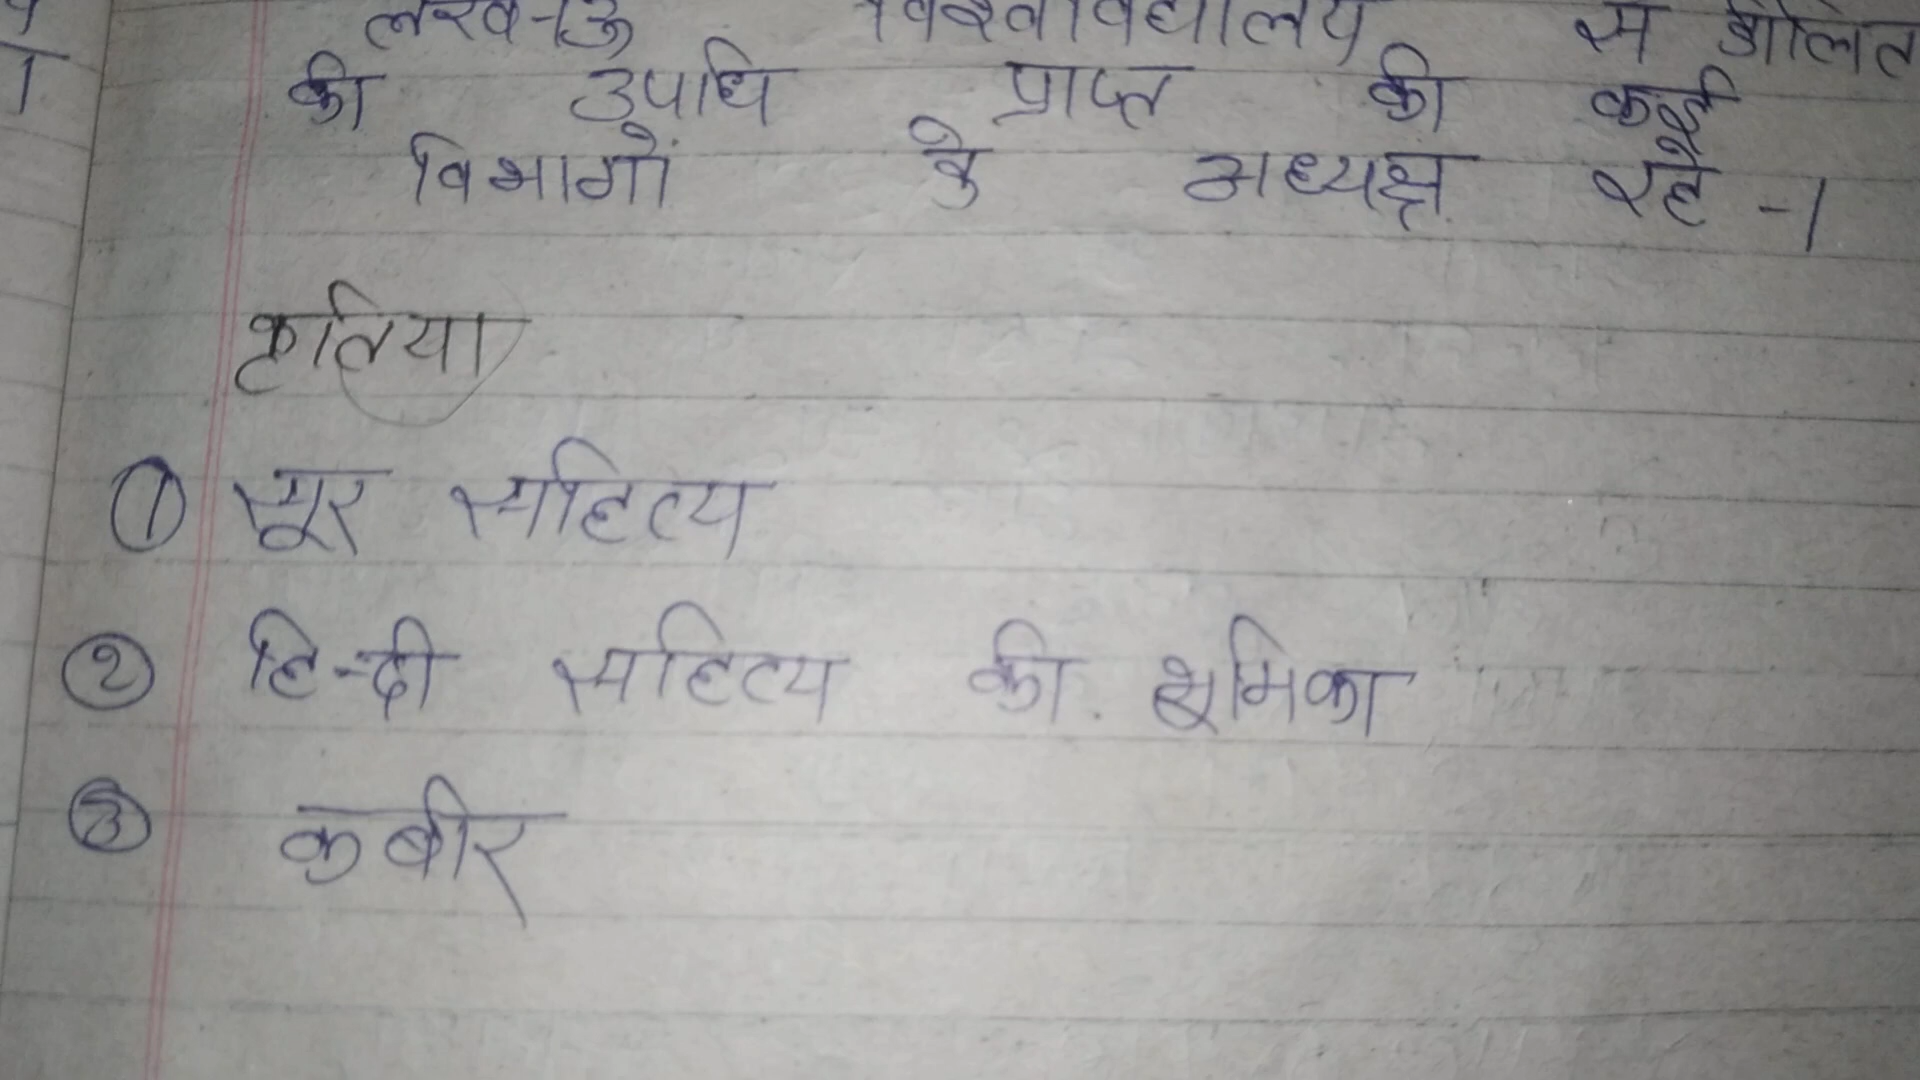 लखनऊ विश्वविद्यालय से
की उपाधि प्राप्त की कई
विभागों के अध्यक्ष रहे -।
कृतिया
① सूर साहित्य
② हिन्दी साहित्य की भूमिका
③ कबीर